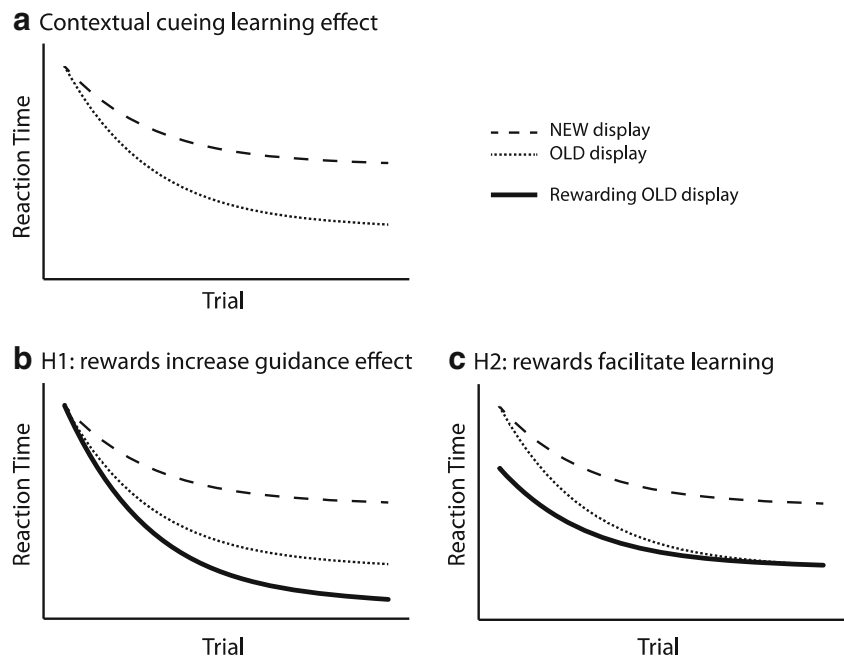 a Contextual cueing learning effect
Reaction Time
Trial
NEW display
OLD display
Rewarding OLD display
b H1: rewards increase guidance effect
Reaction Time
Trial
c H2: rewards facilitate learning
Reaction Time
Trial